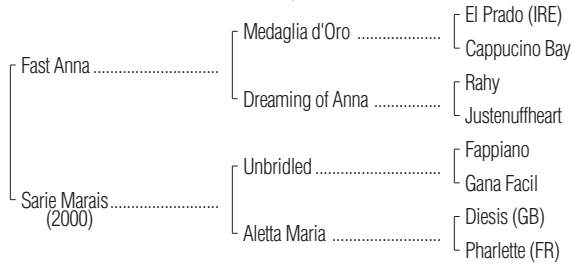 El Prado (IRE)
Medaglia d'Oro ..................
Cappucino Bay
Fast Anna ............................
Rahy
Dreaming of Anna ..............
Justenuffheart
Fappiano
Unbridled ...........................
Gana Facil
Sarie Marais ........................
(2000)
Diesis (GB)
Aletta Maria .......................
Pharlette (FR)